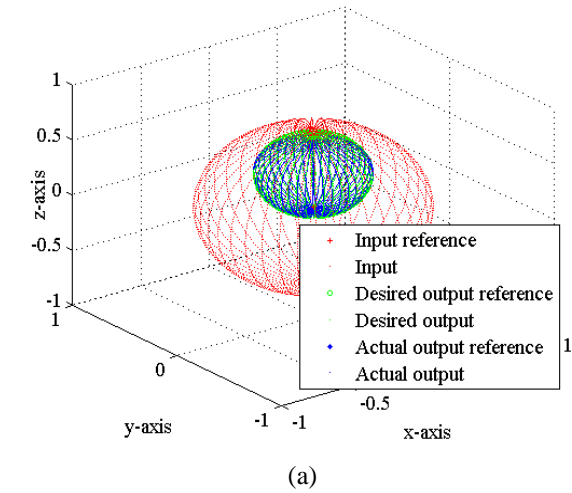 1
0.5
0
-0.5
-1
z-axis
1
0
-1
y-axis
-1
-0.5
1
x-axis
Input reference
Input
Desired output reference
Desired output
Actual output reference
Actual output
(a)